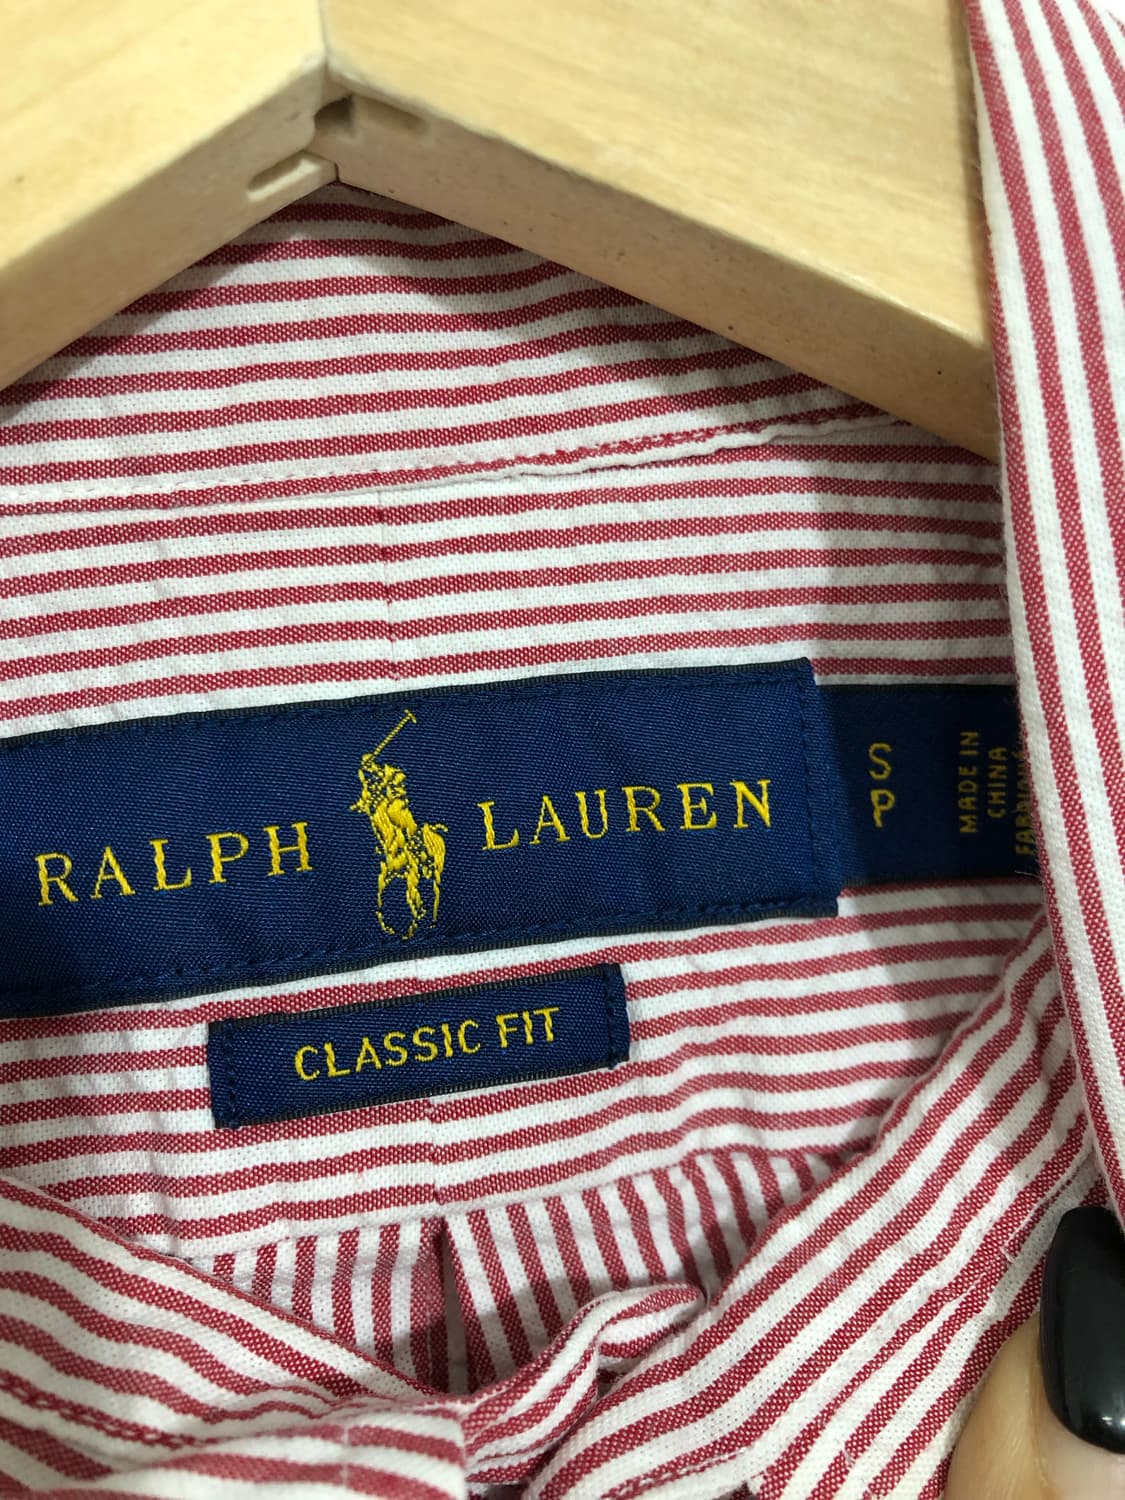 RALPH LAUREN
S
P
MADE IN
CHINA
CLASSIC FIT